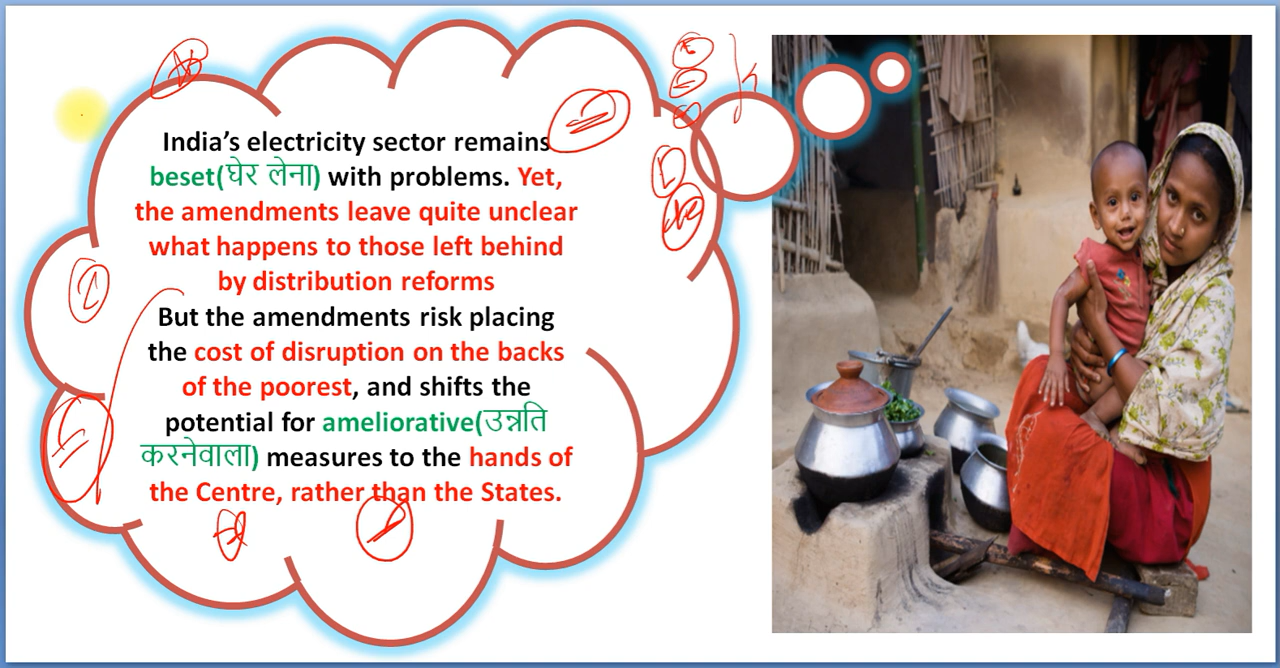 India's electricity sector remains
beset(घेर लेना) with problems. Yet,
the amendments leave quite unclear
what happens to those left behind
by distribution reforms
But the amendments risk placing
the cost of disruption on the backs
of the poorest, and shifts the
potential for ameliorative(उन्नति
करनेवाला) measures to the hands of
the Centre, rather than the States.